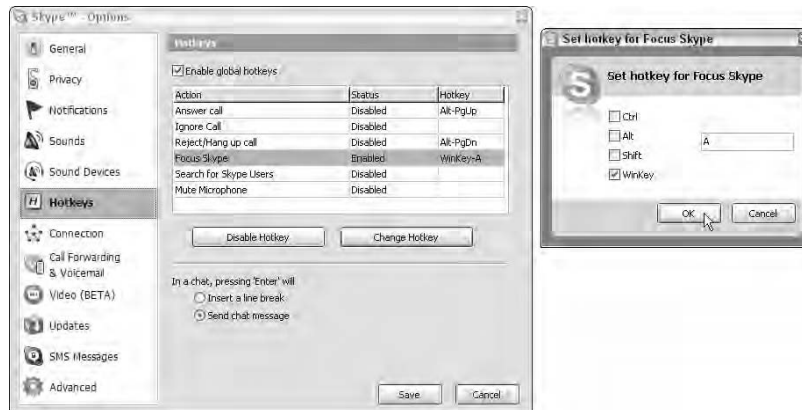 Skype™ - Options
General
Privacy
Notifications
Sounds
Sound Devices
Hotkeys
Connection
Call Forwarding
& Voicemail
Video (BETA)
Updates
SMS Messages
Advanced
Hotkeys
Enable global hotkeys
Action Status Hotkey
Answer call Disabled Alt-PgUp
Ignore Call Disabled
Reject/Hang up call Disabled Alt-PgDn
Focus Skype Enabled WinKey-A
Search for Skype Users Disabled
Mute Microphone Disabled
Disable Hotkey Change Hotkey
In a chat, pressing 'Enter' will
Insert a line break
Send chat message
Save Cancel
Set hotkey for Focus Skype
S
Set hotkey for Focus Skype
Ctrl
Alt
A
Shift
WinKey
OK Cancel